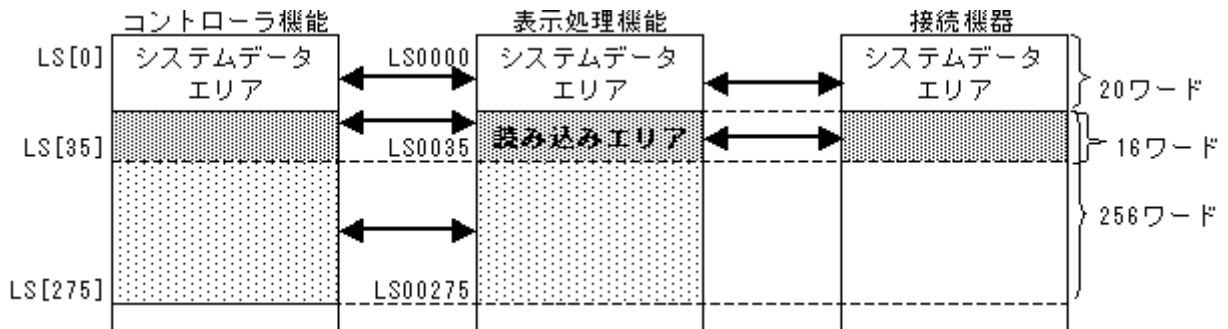 コントローラ機能 表示処理機能 接続機器
LS[0] システムデータ エリア LS0000 システムデータ エリア システムデータ エリア 20ワード
LS[35] LS0035 読み込みエリア 16ワード
256ワード
LS[275] LS00275